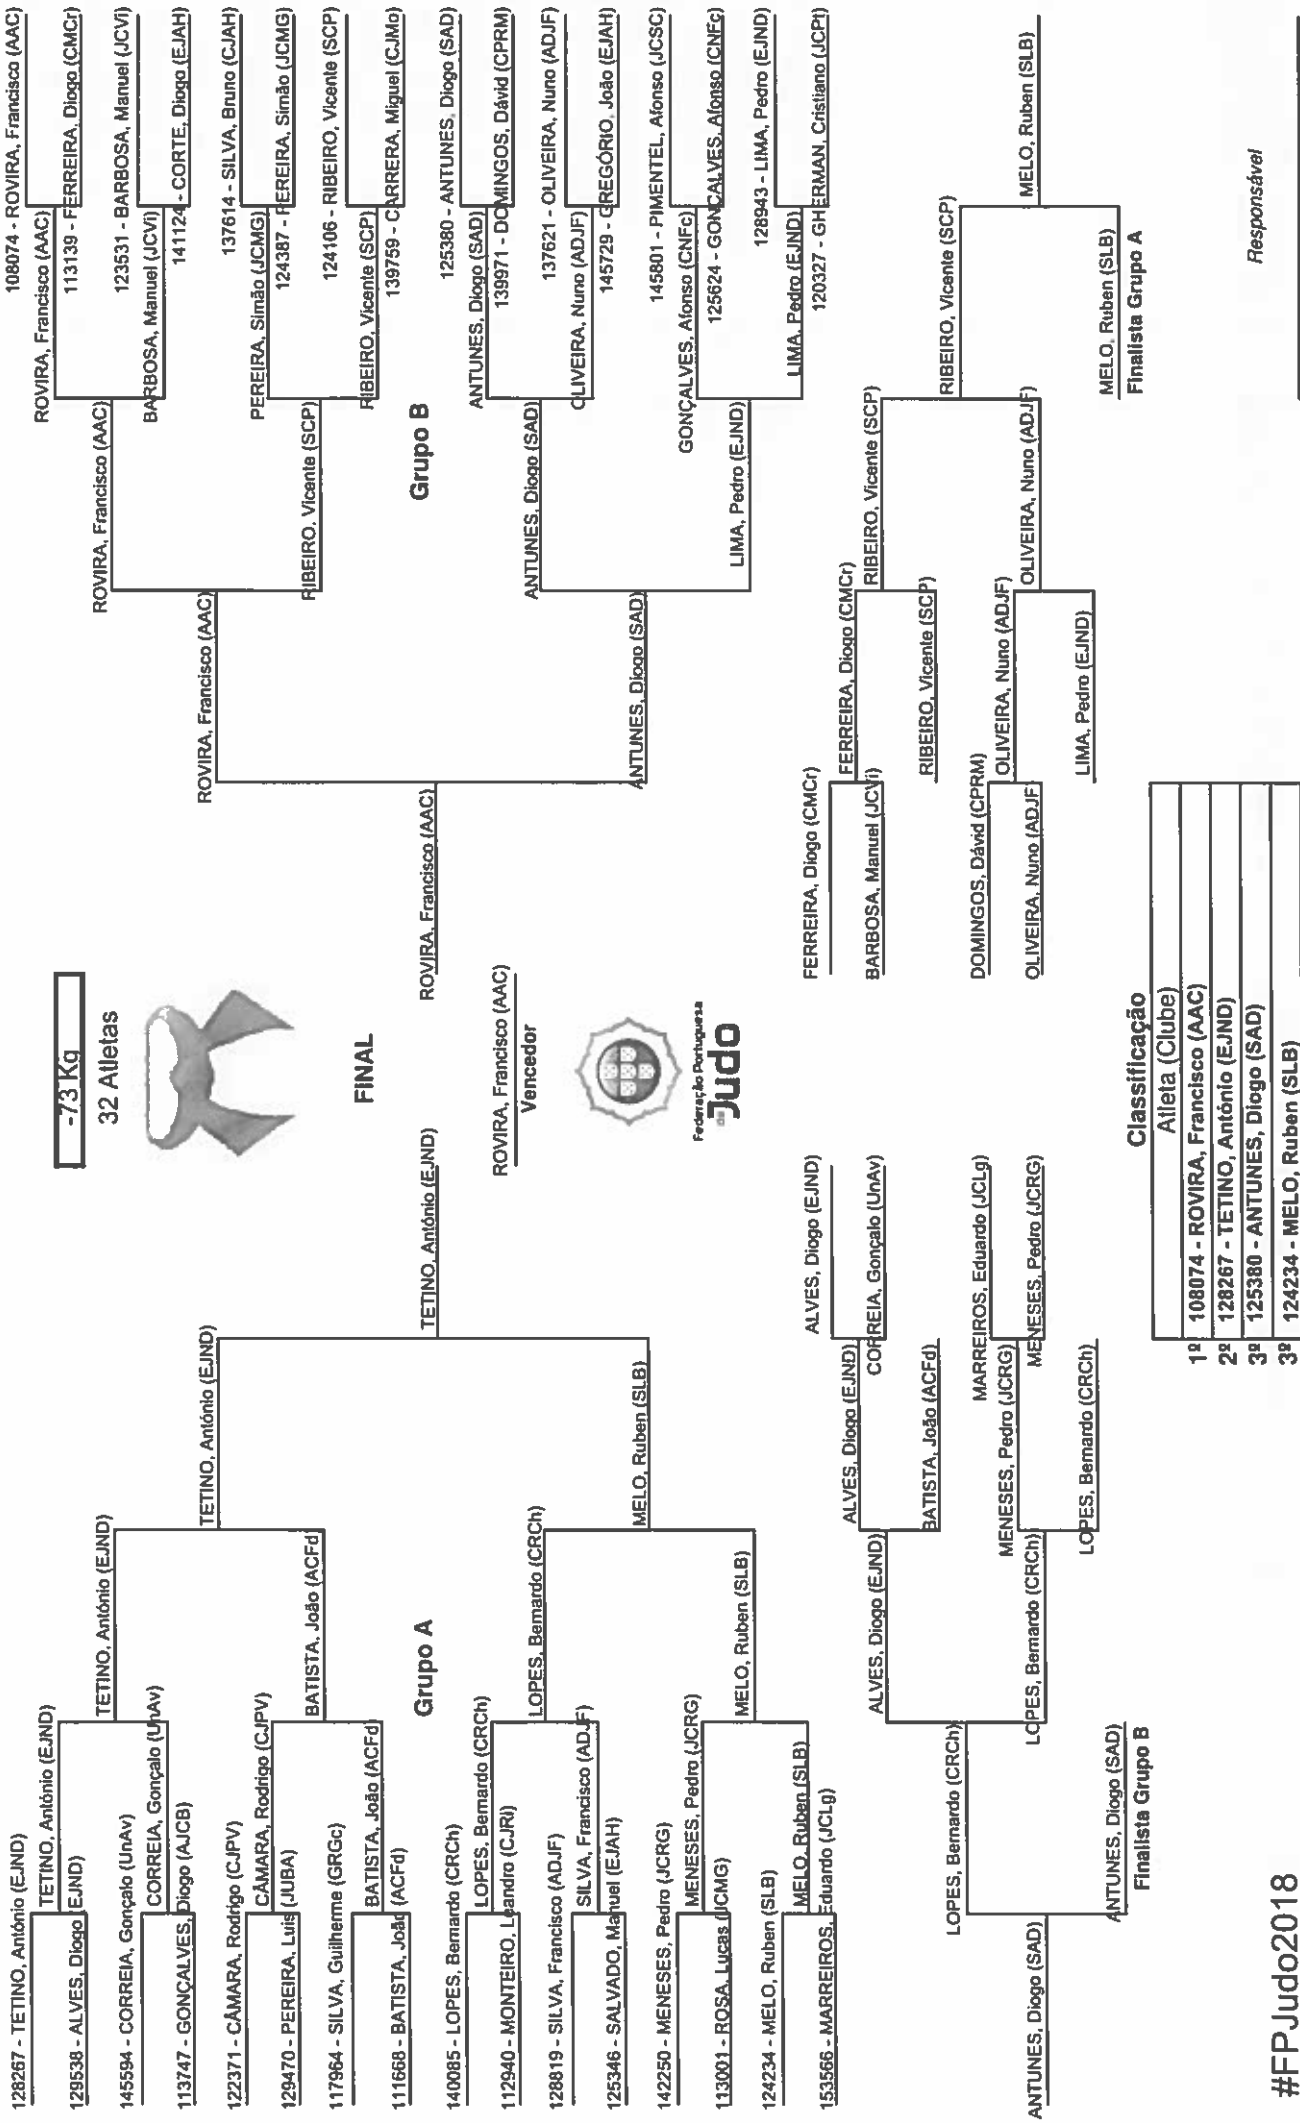 -73 Kg
32 Atletas
128267 - TETINO, António (EJND)
TETINO, António (EJND)
129538 - ALVES, Diogo (EJND)
TETINO, António (EJND)
145594 - CORREIA, Gonçalo (UnAv)
CORREIA, Gonçalo (UnAv)
113747 - GONÇALVES, Diogo (AJCB)
TETINO, António (EJND)
122371 - CÂMARA, Rodrigo (CJPV)
CÂMARA, Rodrigo (CJPV)
129470 - PEREIRA, Luis (JUBA)
BATISTA, João (ACFd)
117964 - SILVA, Guilherme (GRGc)
BATISTA, João (ACFd)
111668 - BATISTA, João (ACFd)
Grupo A
TETINO, António (EJND)
140085 - LOPES, Bernardo (CRCh)
LOPES, Bernardo (CRCh)
112940 - MONTEIRO, Leandro (CJRI)
LOPES, Bernardo (CRCh)
128819 - SILVA, Francisco (ADJF)
SILVA, Francisco (ADJF)
125346 - SALVADO, Manuel (EJAH)
MELO, Ruben (SLB)
142250 - MENESES, Pedro (JCRG)
MENESES, Pedro (JCRG)
113001 - ROSA, Lucas (JCMG)
MELO, Ruben (SLB)
124234 - MELO, Ruben (SLB)
MELO, Ruben (SLB)
153566 - MARREIROS, Eduardo (JCLg)
FINAL
ROVIRA, Francisco (AAC)
Vencedor
Federação Portuguesa
de Judo
108074 - ROVIRA, Francisco (AAC)
ROVIRA, Francisco (AAC)
113139 - FERREIRA, Diogo (CMCr)
ROVIRA, Francisco (AAC)
123531 - BARBOSA, Manuel (JCVi)
BARBOSA, Manuel (JCVi)
141124 - CORTE, Diogo (EJAH)
ROVIRA, Francisco (AAC)
137614 - SILVA, Bruno (CJAH)
PEREIRA, Simão (JCMG)
124387 - PEREIRA, Simão (JCMG)
RIBEIRO, Vicente (SCP)
124106 - RIBEIRO, Vicente (SCP)
RIBEIRO, Vicente (SCP)
139759 - CARRERA, Miguel (CJMo)
Grupo B
ROVIRA, Francisco (AAC)
125380 - ANTUNES, Diogo (SAD)
ANTUNES, Diogo (SAD)
139971 - DOMINGOS, Dávid (CPRM)
ANTUNES, Diogo (SAD)
137621 - OLIVEIRA, Nuno (ADJF)
OLIVEIRA, Nuno (ADJF)
145729 - GREGÓRIO, João (EJAH)
ANTUNES, Diogo (SAD)
145801 - PIMENTEL, Afonso (JCSC)
GONÇALVES, Afonso (CNFc)
125624 - GONÇALVES, Afonso (CNFc)
LIMA, Pedro (EJND)
128943 - LIMA, Pedro (EJND)
LIMA, Pedro (EJND)
120327 - GHERMAN, Cristiano (JCPt)
ALVES, Diogo (EJND)
ALVES, Diogo (EJND)
CORREIA, Gonçalo (UnAv)
ALVES, Diogo (EJND)
BATISTA, João (ACFd)
LOPES, Bernardo (CRCh)
MARREIROS, Eduardo (JCLg)
MENESES, Pedro (JCRG)
MENESES, Pedro (JCRG)
LOPES, Bernardo (CRCh)
LOPES, Bernardo (CRCh)
ANTUNES, Diogo (SAD)
ANTUNES, Diogo (SAD)
Finalista Grupo B
FERREIRA, Diogo (CMCr)
FERREIRA, Diogo (CMCr)
BARBOSA, Manuel (JCVi)
RIBEIRO, Vicente (SCP)
RIBEIRO, Vicente (SCP)
RIBEIRO, Vicente (SCP)
DOMINGOS, Dávid (CPRM)
OLIVEIRA, Nuno (ADJF)
OLIVEIRA, Nuno (ADJF)
OLIVEIRA, Nuno (ADJF)
LIMA, Pedro (EJND)
MELO, Ruben (SLB)
MELO, Ruben (SLB)
Finalista Grupo A
Classificação
Atleta (Clube)
1º 108074 - ROVIRA, Francisco (AAC)
2º 128267 - TETINO, António (EJND)
3º 125380 - ANTUNES, Diogo (SAD)
3º 124234 - MELO, Ruben (SLB)
Responsável
#FPJudo2018